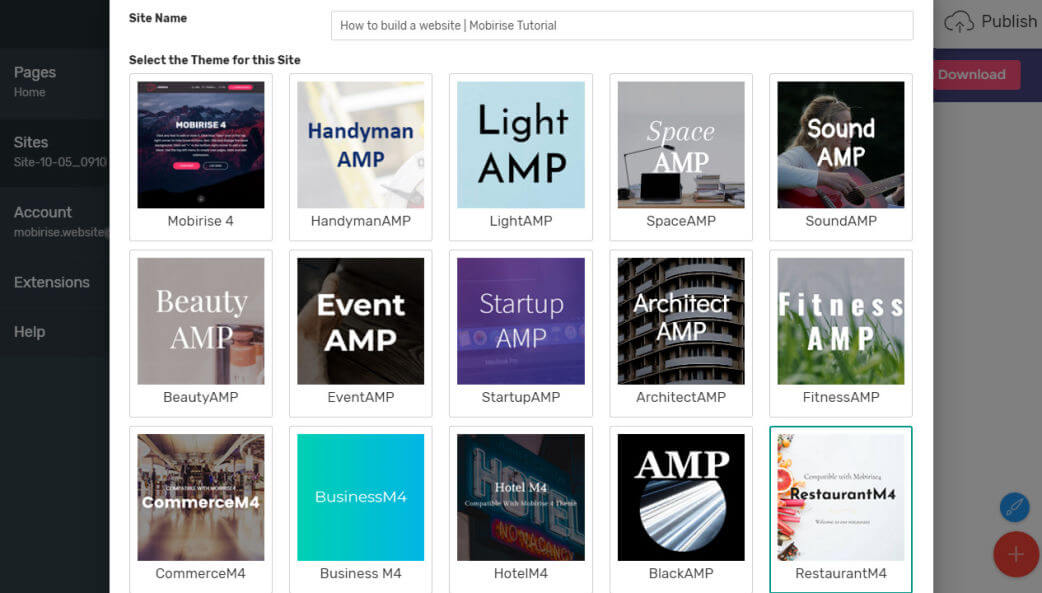 Site Name
How to build a website | Mobirise Tutorial
Publish
Select the Theme for this Site
Download
Pages
Home
Sites
Site-10-05_0910
Account
mobirise.website@
Extensions
Help
MOBIRISE 4
Mobirise 4
Handyman
AMP
HandymanAMP
Light
AMP
LightAMP
Space
AMP
SpaceAMP
Sound
AMP
SoundAMP
Beauty
AMP
BeautyAMP
Event
AMP
EventAMP
Startup
AMP
StartupAMP
Architect
AMP
ArchitectAMP
Fitness
AMP
FitnessAMP
COMPATIBLE WITH MOBIRISE4
CommerceM4
CommerceM4
BusinessM4
Business M4
Hotel M4
Compatible With Mobirise 4 Theme
HOTEL
NO VACANCY
HotelM4
AMP
BlackAMP
Compatible with Mobirise4
RestaurantM4
Welcome to our restaurant
RestaurantM4